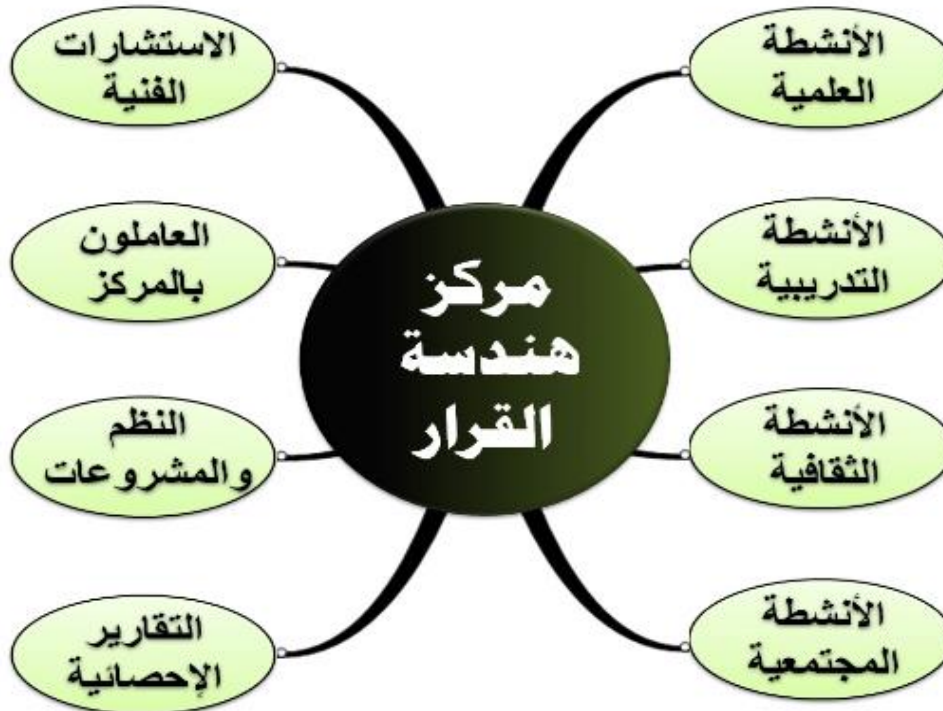 الأنشطة
العلمية
الاستشارات
الفنية
الأنشطة
التدريبية
العاملون
بالمركز
مركز
هندسة
القرار
الأنشطة
الثقافية
النظم
والمشروعات
الأنشطة
المجتمعية
التقارير
الإحصائية